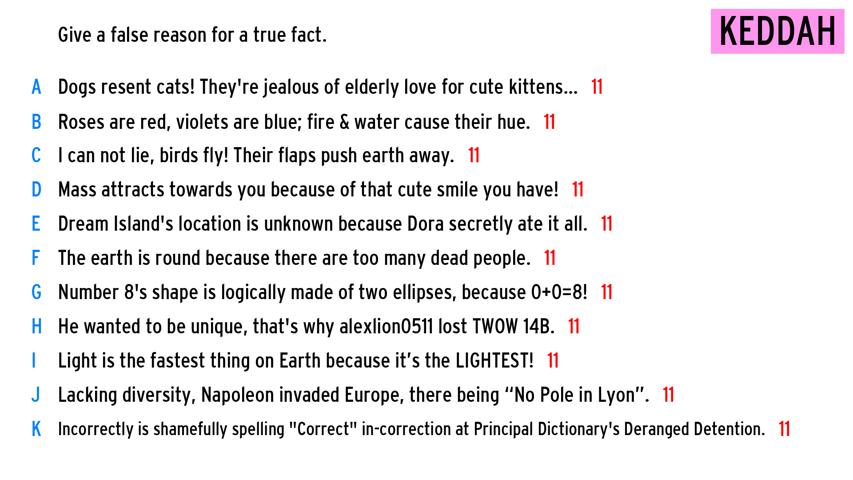 Give a false reason for a true fact.
KEDDAH
A Dogs resent cats! They're jealous of elderly love for cute kittens... 11
B Roses are red, violets are blue; fire & water cause their hue. 11
C I can not lie, birds fly! Their flaps push earth away. 11
D Mass attracts towards you because of that cute smile you have! 11
E Dream Island's location is unknown because Dora secretly ate it all. 11
F The earth is round because there are too many dead people. 11
G Number 8's shape is logically made of two ellipses, because 0+0=8! 11
H He wanted to be unique, that's why alexlion0511 lost TWOW 14B. 11
I Light is the fastest thing on Earth because it’s the LIGHTEST! 11
J Lacking diversity, Napoleon invaded Europe, there being “No Pole in Lyon”. 11
K Incorrectly is shamefully spelling "Correct" in-correction at Principal Dictionary's Deranged Detention. 11